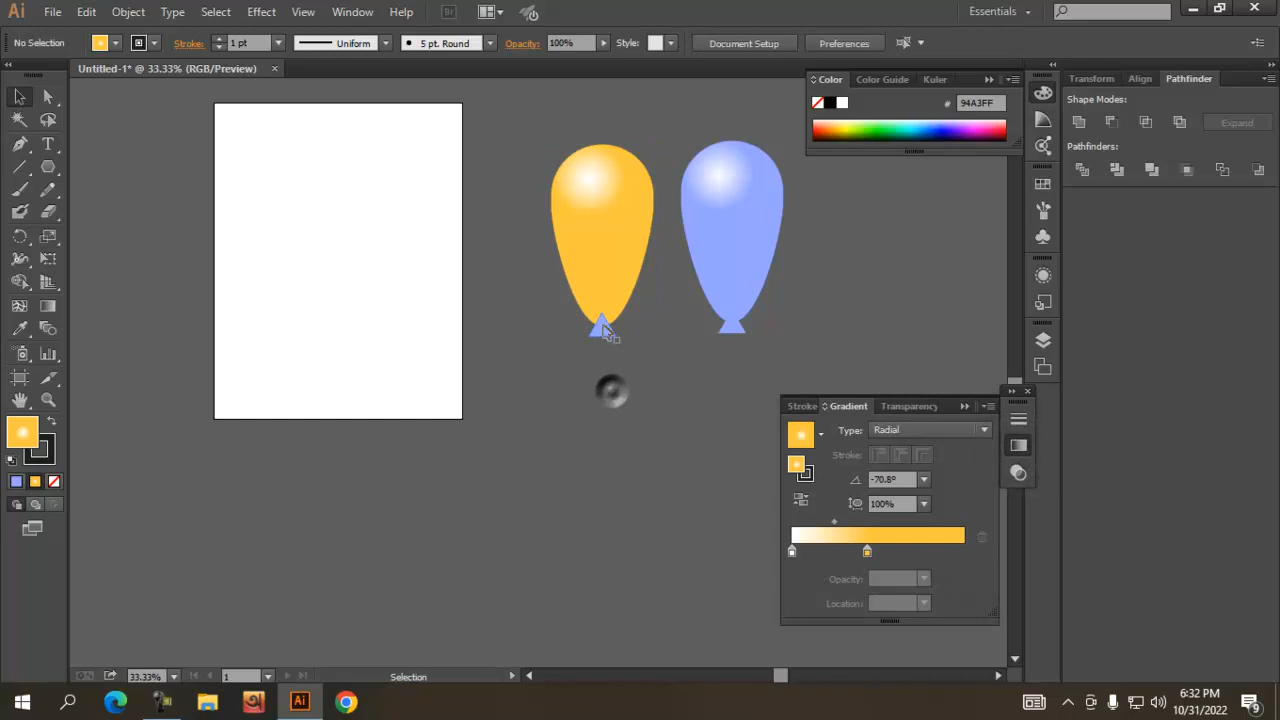 Ai File Edit Object Type Select Effect View Window Help Br Essentials
No Selection Stroke: 1 pt Uniform 5 pt. Round Opacity: 100% Style: Document Setup Preferences
Untitled-1* @ 33.33% (RGB/Preview)
Color Color Guide Kuler
# 94A3FF
Transform Align Pathfinder
Shape Modes:
Expand
Pathfinders:
Stroke Gradient Transparency
Type: Radial
Stroke:
-70.8°
100%
Opacity:
Location:
33.33% 1 Selection
Ai
6:32 PM
10/31/2022
9